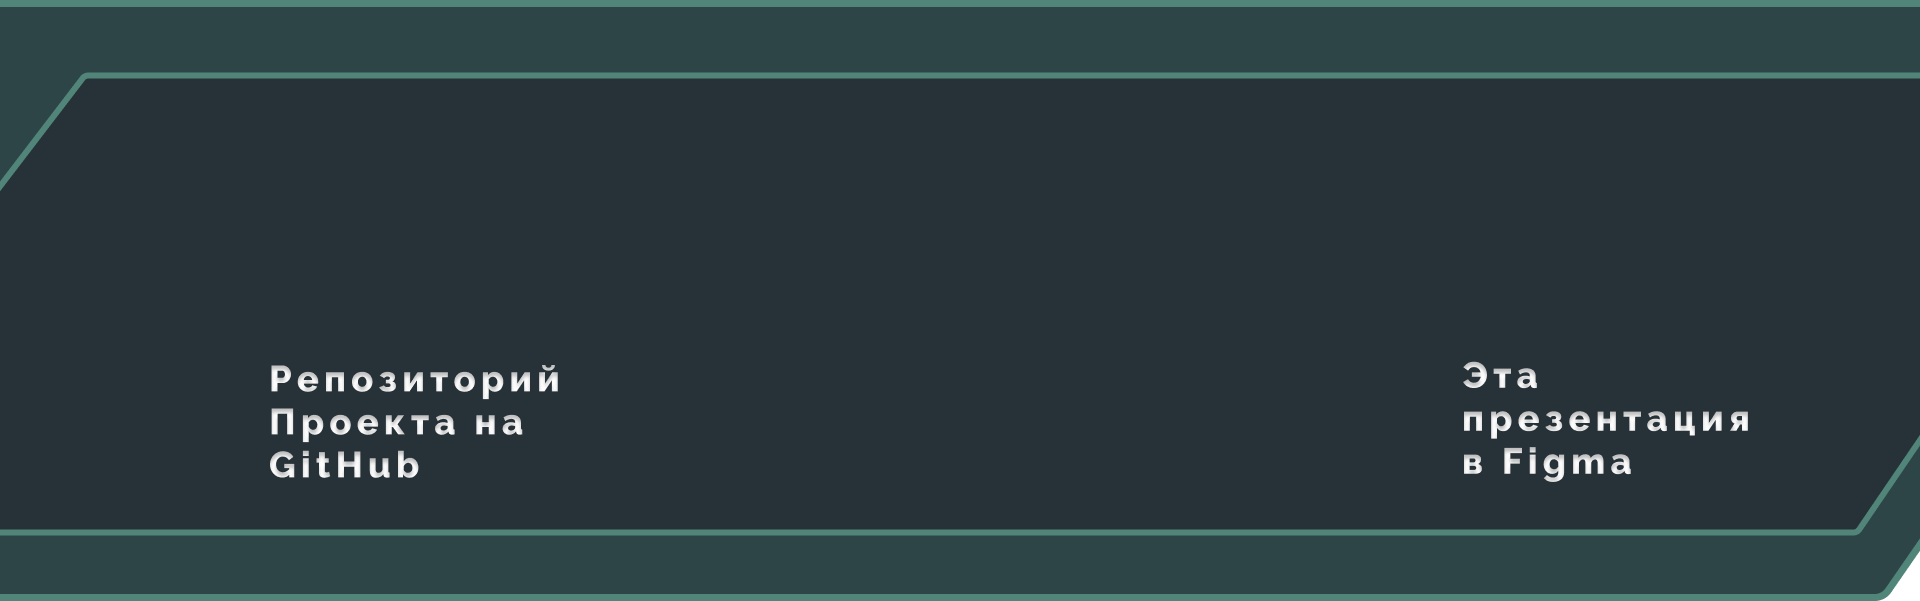 Репозиторий
Проекта на
GitHub
Эта
презентация
в Figma